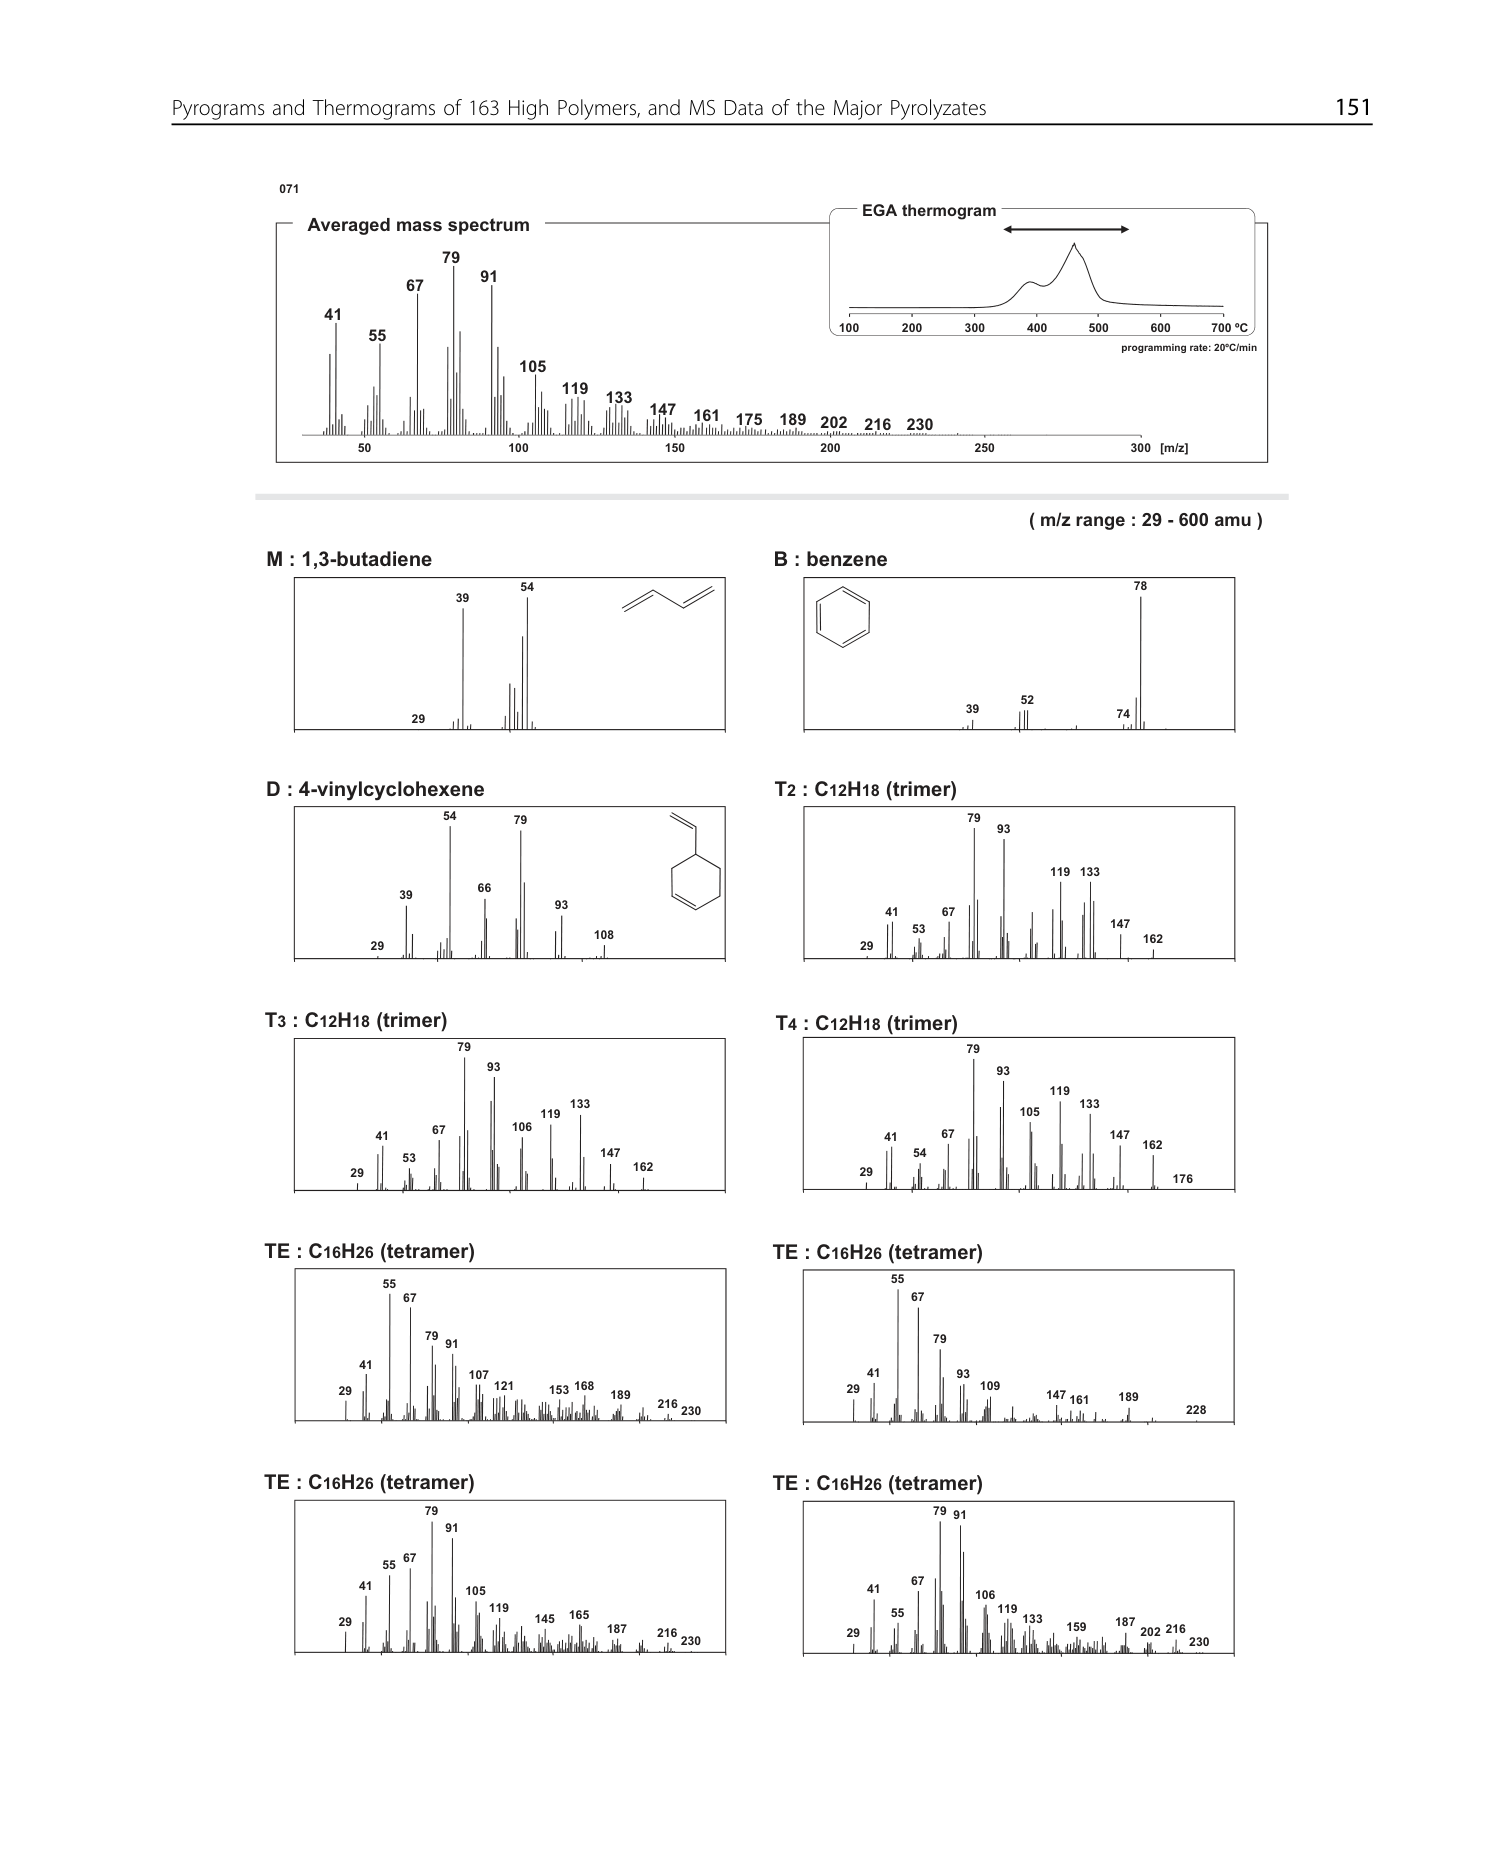 Pyrograms and Thermograms of 163 High Polymers, and MS Data of the Major Pyrolyzates 151
071
Averaged mass spectrum
EGA thermogram
100 200 300 400 500 600 700 ºC
programming rate: 20ºC/min
41 55 67 79 91 105 119 133 147 161 175 189 202 216 230
50 100 150 200 250 300 [m/z]
( m/z range : 29 - 600 amu )
M : 1,3-butadiene
29 39 54
B : benzene
39 52 74 78
D : 4-vinylcyclohexene
29 39 54 66 79 93 108
T2 : C12H18 (trimer)
29 41 53 67 79 93 119 133 147 162
T3 : C12H18 (trimer)
29 41 53 67 79 93 106 119 133 147 162
T4 : C12H18 (trimer)
29 41 54 67 79 93 105 119 133 147 162 176
TE : C16H26 (tetramer)
29 41 55 67 79 91 107 121 153 168 189 216 230
TE : C16H26 (tetramer)
29 41 55 67 79 93 109 147 161 189 228
TE : C16H26 (tetramer)
29 41 55 67 79 91 105 119 145 165 187 216 230
TE : C16H26 (tetramer)
29 41 55 67 79 91 106 119 133 159 187 202 216 230